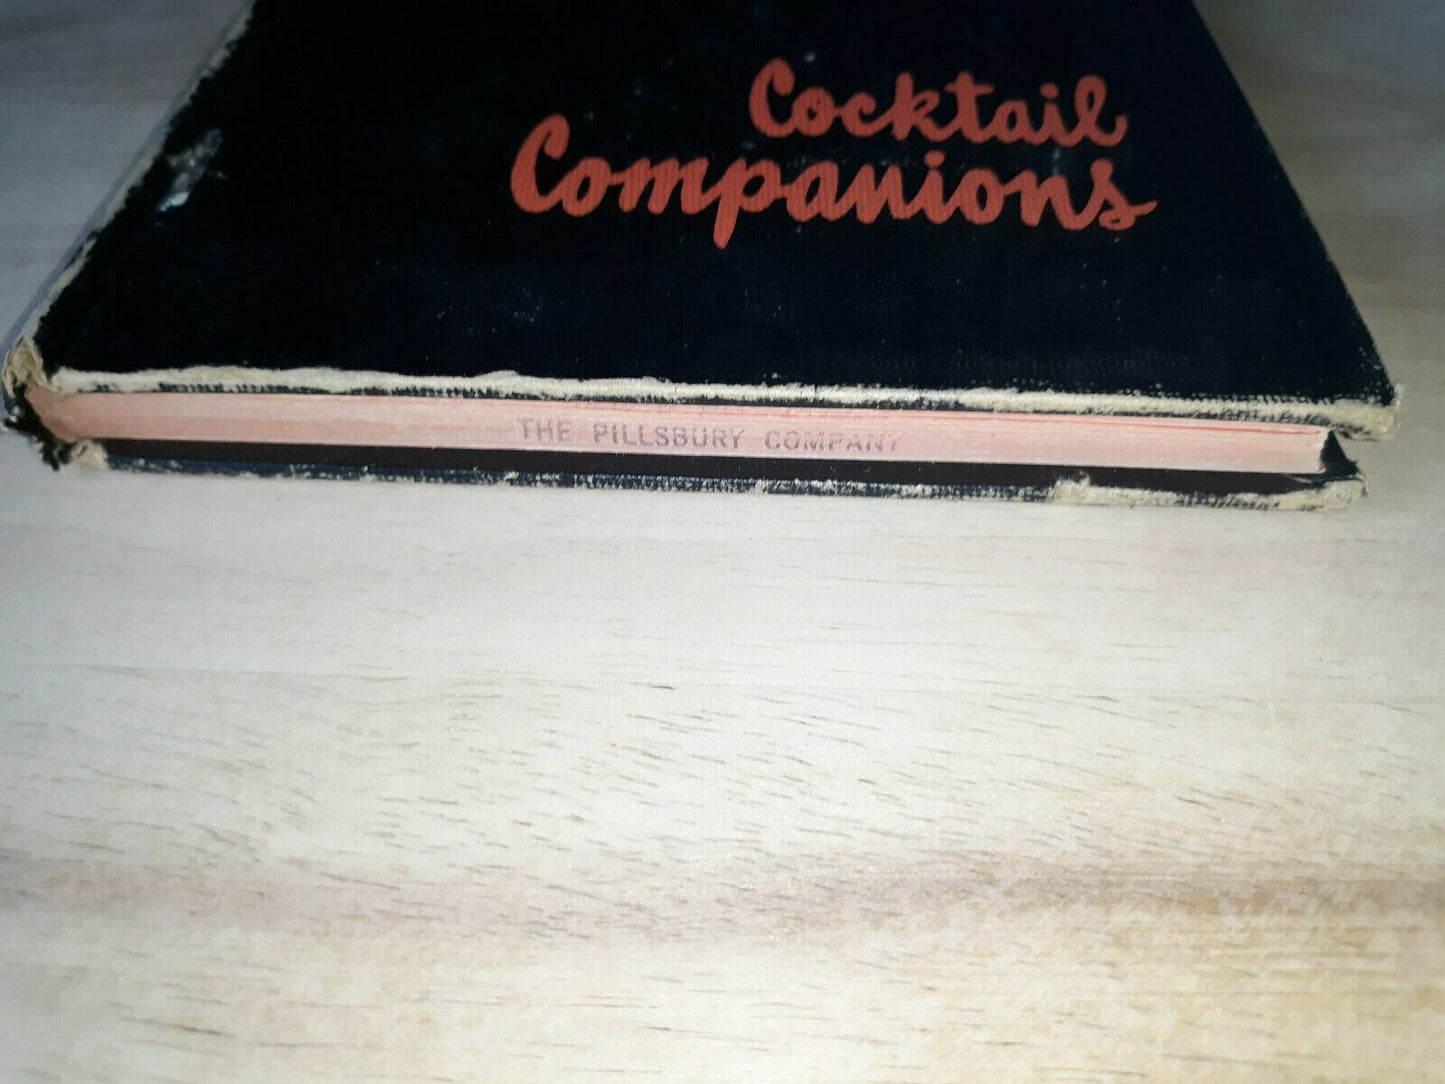 Cocktail
Companions
THE PILLSBURY COMPANY